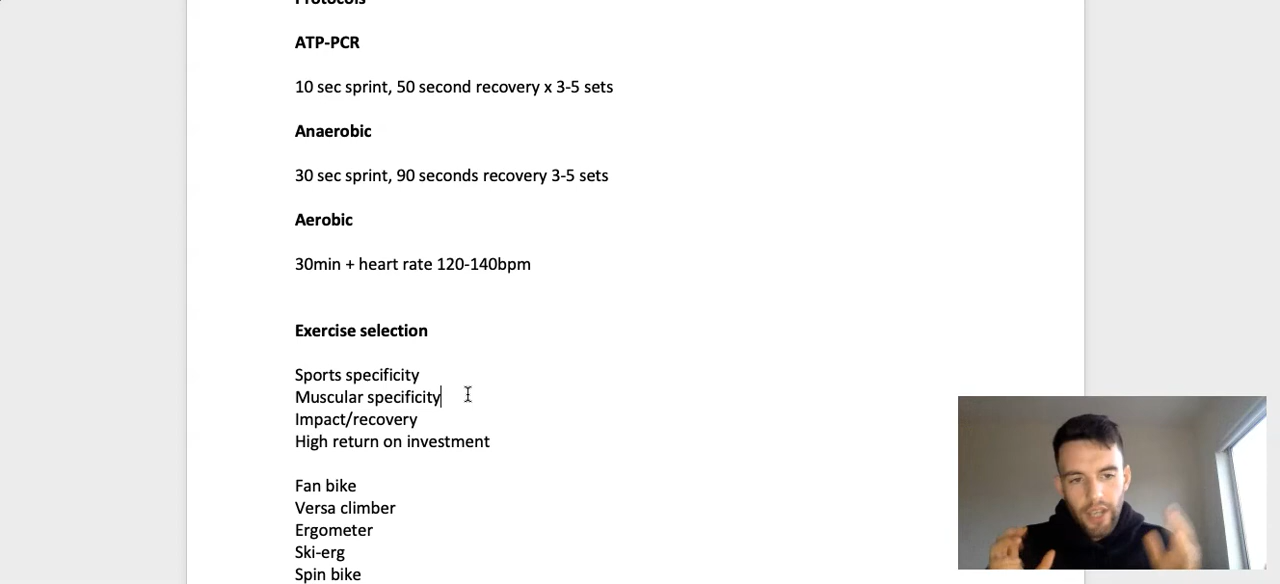 Protocols
ATP-PCR
10 sec sprint, 50 second recovery x 3-5 sets
Anaerobic
30 sec sprint, 90 seconds recovery 3-5 sets
Aerobic
30min + heart rate 120-140bpm
Exercise selection
Sports specificity
Muscular specificity
Impact/recovery
High return on investment
Fan bike
Versa climber
Ergometer
Ski-erg
Spin bike